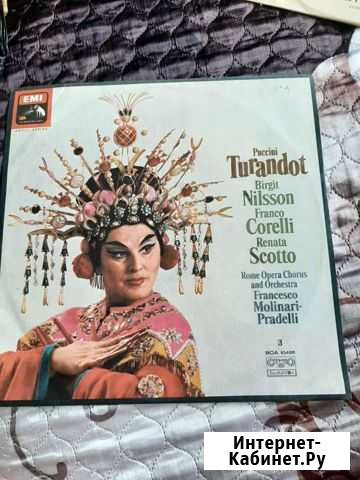 EMI
Puccini
Turandot
Birgit
Nilsson
Franco
Corelli
Renata
Scotto
Rome Opera Chorus
and Orchestra
Francesco
Molinari-
Pradelli
3
Интернет-
Кабинет.Ру